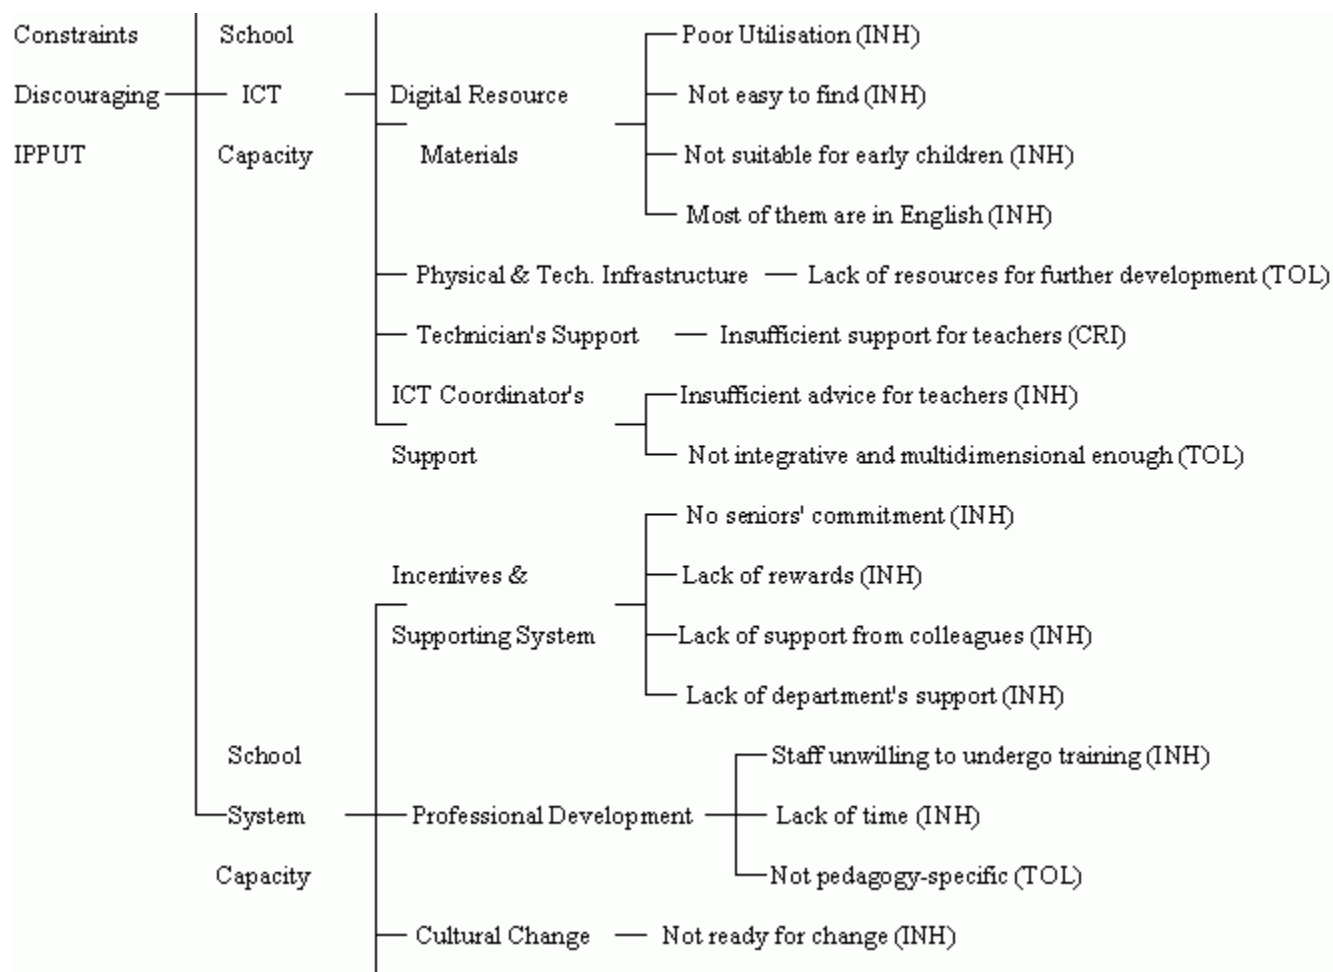 Constraints School Poor Utilisation (INH)
Discouraging ICT Digital Resource Not easy to find (INH)
IPPUT Capacity Materials Not suitable for early children (INH)
Most of them are in English (INH)
Physical & Tech. Infrastructure Lack of resources for further development (TOL)
Technician's Support Insufficient support for teachers (CRI)
ICT Coordinator's Insufficient advice for teachers (INH)
Support Not integrative and multidimensional enough (TOL)
No seniors' commitment (INH)
Incentives & Lack of rewards (INH)
Supporting System Lack of support from colleagues (INH)
Lack of department's support (INH)
School Staff unwilling to undergo training (INH)
System Professional Development Lack of time (INH)
Capacity Not pedagogy-specific (TOL)
Cultural Change Not ready for change (INH)